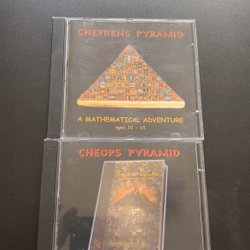 CHEFRENS PYRAMID
A MATHEMATICAL ADVENTURE
ages 10 - 15
CHEOPS PYRAMID